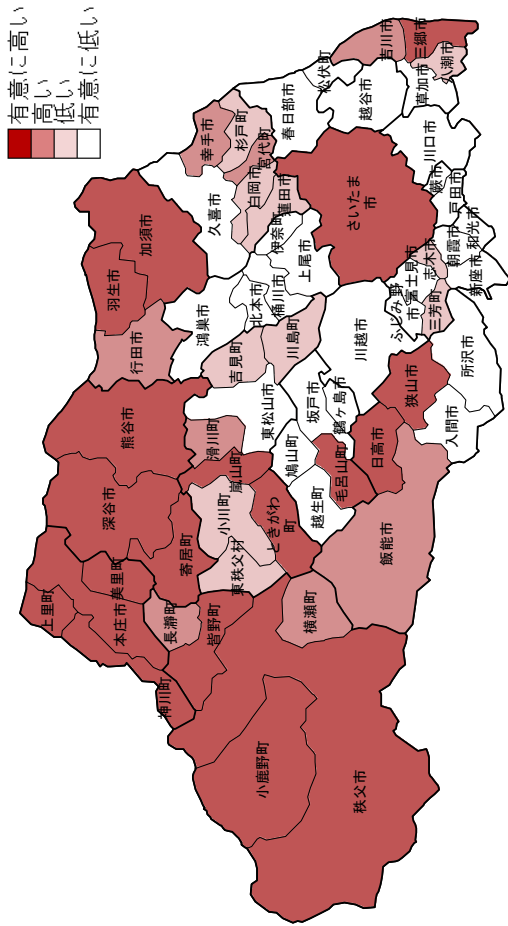 有意に高い
高い
低い
有意に低い
上里町
本庄市
美里町
神川町
深谷市
熊谷市
行田市
羽生市
加須市
長瀞町
寄居町
皆野町
小川町
東秩父材
嵐山町
滑川町
吉見町
鴻巣市
久喜市
幸手市
杉戸町
宮代町
白岡市
蓮田市
伊奈町
北本市
桶川市
上尾市
春日部市
松伏町
小鹿野町
秩父市
横瀬町
ときがわ
町
東松山市
鳩山町
川島町
坂戸市
鶴ヶ島市
越生町
毛呂山町
日高市
飯能市
川越市
さいたま
市
越谷市
吉川市
三郷市
八潮市
草加市
川口市
蕨市
戸田市
狭山市
入間市
所沢市
ふじみ野
市
富士見市
三芳町
志木市
朝霞市
新座市
和光市